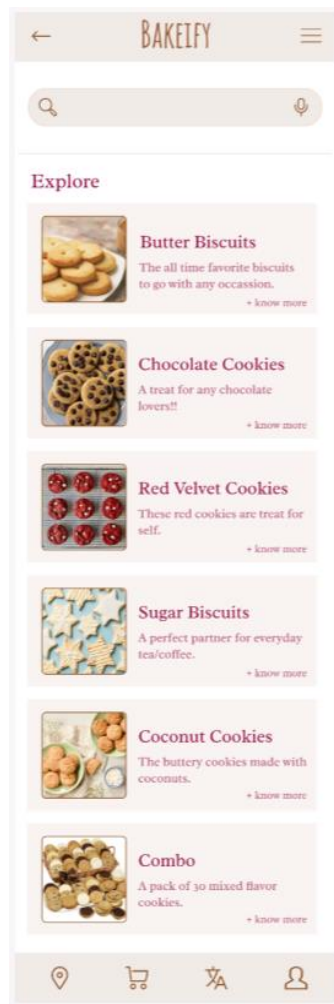 BAKEIFY
Explore
Butter Biscuits
The all time favorite biscuits
to go with any occassion.
+ know more
Chocolate Cookies
A treat for any chocolate
lovers!!
+ know more
Red Velvet Cookies
These red cookies are treat for
self.
+ know more
Sugar Biscuits
A perfect partner for everyday
tea/coffee.
+ know more
Coconut Cookies
The buttery cookies made with
coconuts.
+ know more
Combo
A pack of 30 mixed flavor
cookies.
+ know more